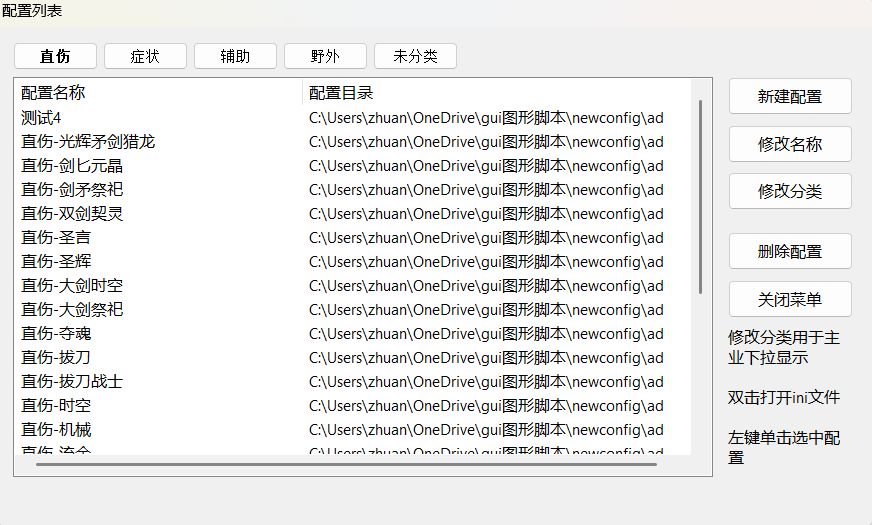 配置列表
直伤 症状 辅助 野外 未分类
配置名称 配置目录
测试4 C:\Users\zhuan\OneDrive\gui图形脚本\newconfig\ad
直伤-光辉矛剑猎龙 C:\Users\zhuan\OneDrive\gui图形脚本\newconfig\ad
直伤-剑匕元晶 C:\Users\zhuan\OneDrive\gui图形脚本\newconfig\ad
直伤-剑矛祭祀 C:\Users\zhuan\OneDrive\gui图形脚本\newconfig\ad
直伤-双剑契灵 C:\Users\zhuan\OneDrive\gui图形脚本\newconfig\ad
直伤-圣言 C:\Users\zhuan\OneDrive\gui图形脚本\newconfig\ad
直伤-圣辉 C:\Users\zhuan\OneDrive\gui图形脚本\newconfig\ad
直伤-大剑时空 C:\Users\zhuan\OneDrive\gui图形脚本\newconfig\ad
直伤-大剑祭祀 C:\Users\zhuan\OneDrive\gui图形脚本\newconfig\ad
直伤-夺魂 C:\Users\zhuan\OneDrive\gui图形脚本\newconfig\ad
直伤-拔刀 C:\Users\zhuan\OneDrive\gui图形脚本\newconfig\ad
直伤-拔刀战士 C:\Users\zhuan\OneDrive\gui图形脚本\newconfig\ad
直伤-时空 C:\Users\zhuan\OneDrive\gui图形脚本\newconfig\ad
直伤-机械 C:\Users\zhuan\OneDrive\gui图形脚本\newconfig\ad
直伤- C:\Users\zhuan\OneDrive\gui图形脚本\newconfig\ad
新建配置
修改名称
修改分类
删除配置
关闭菜单
修改分类用于主
业下拉显示
双击打开ini文件
左键单击选中配
置